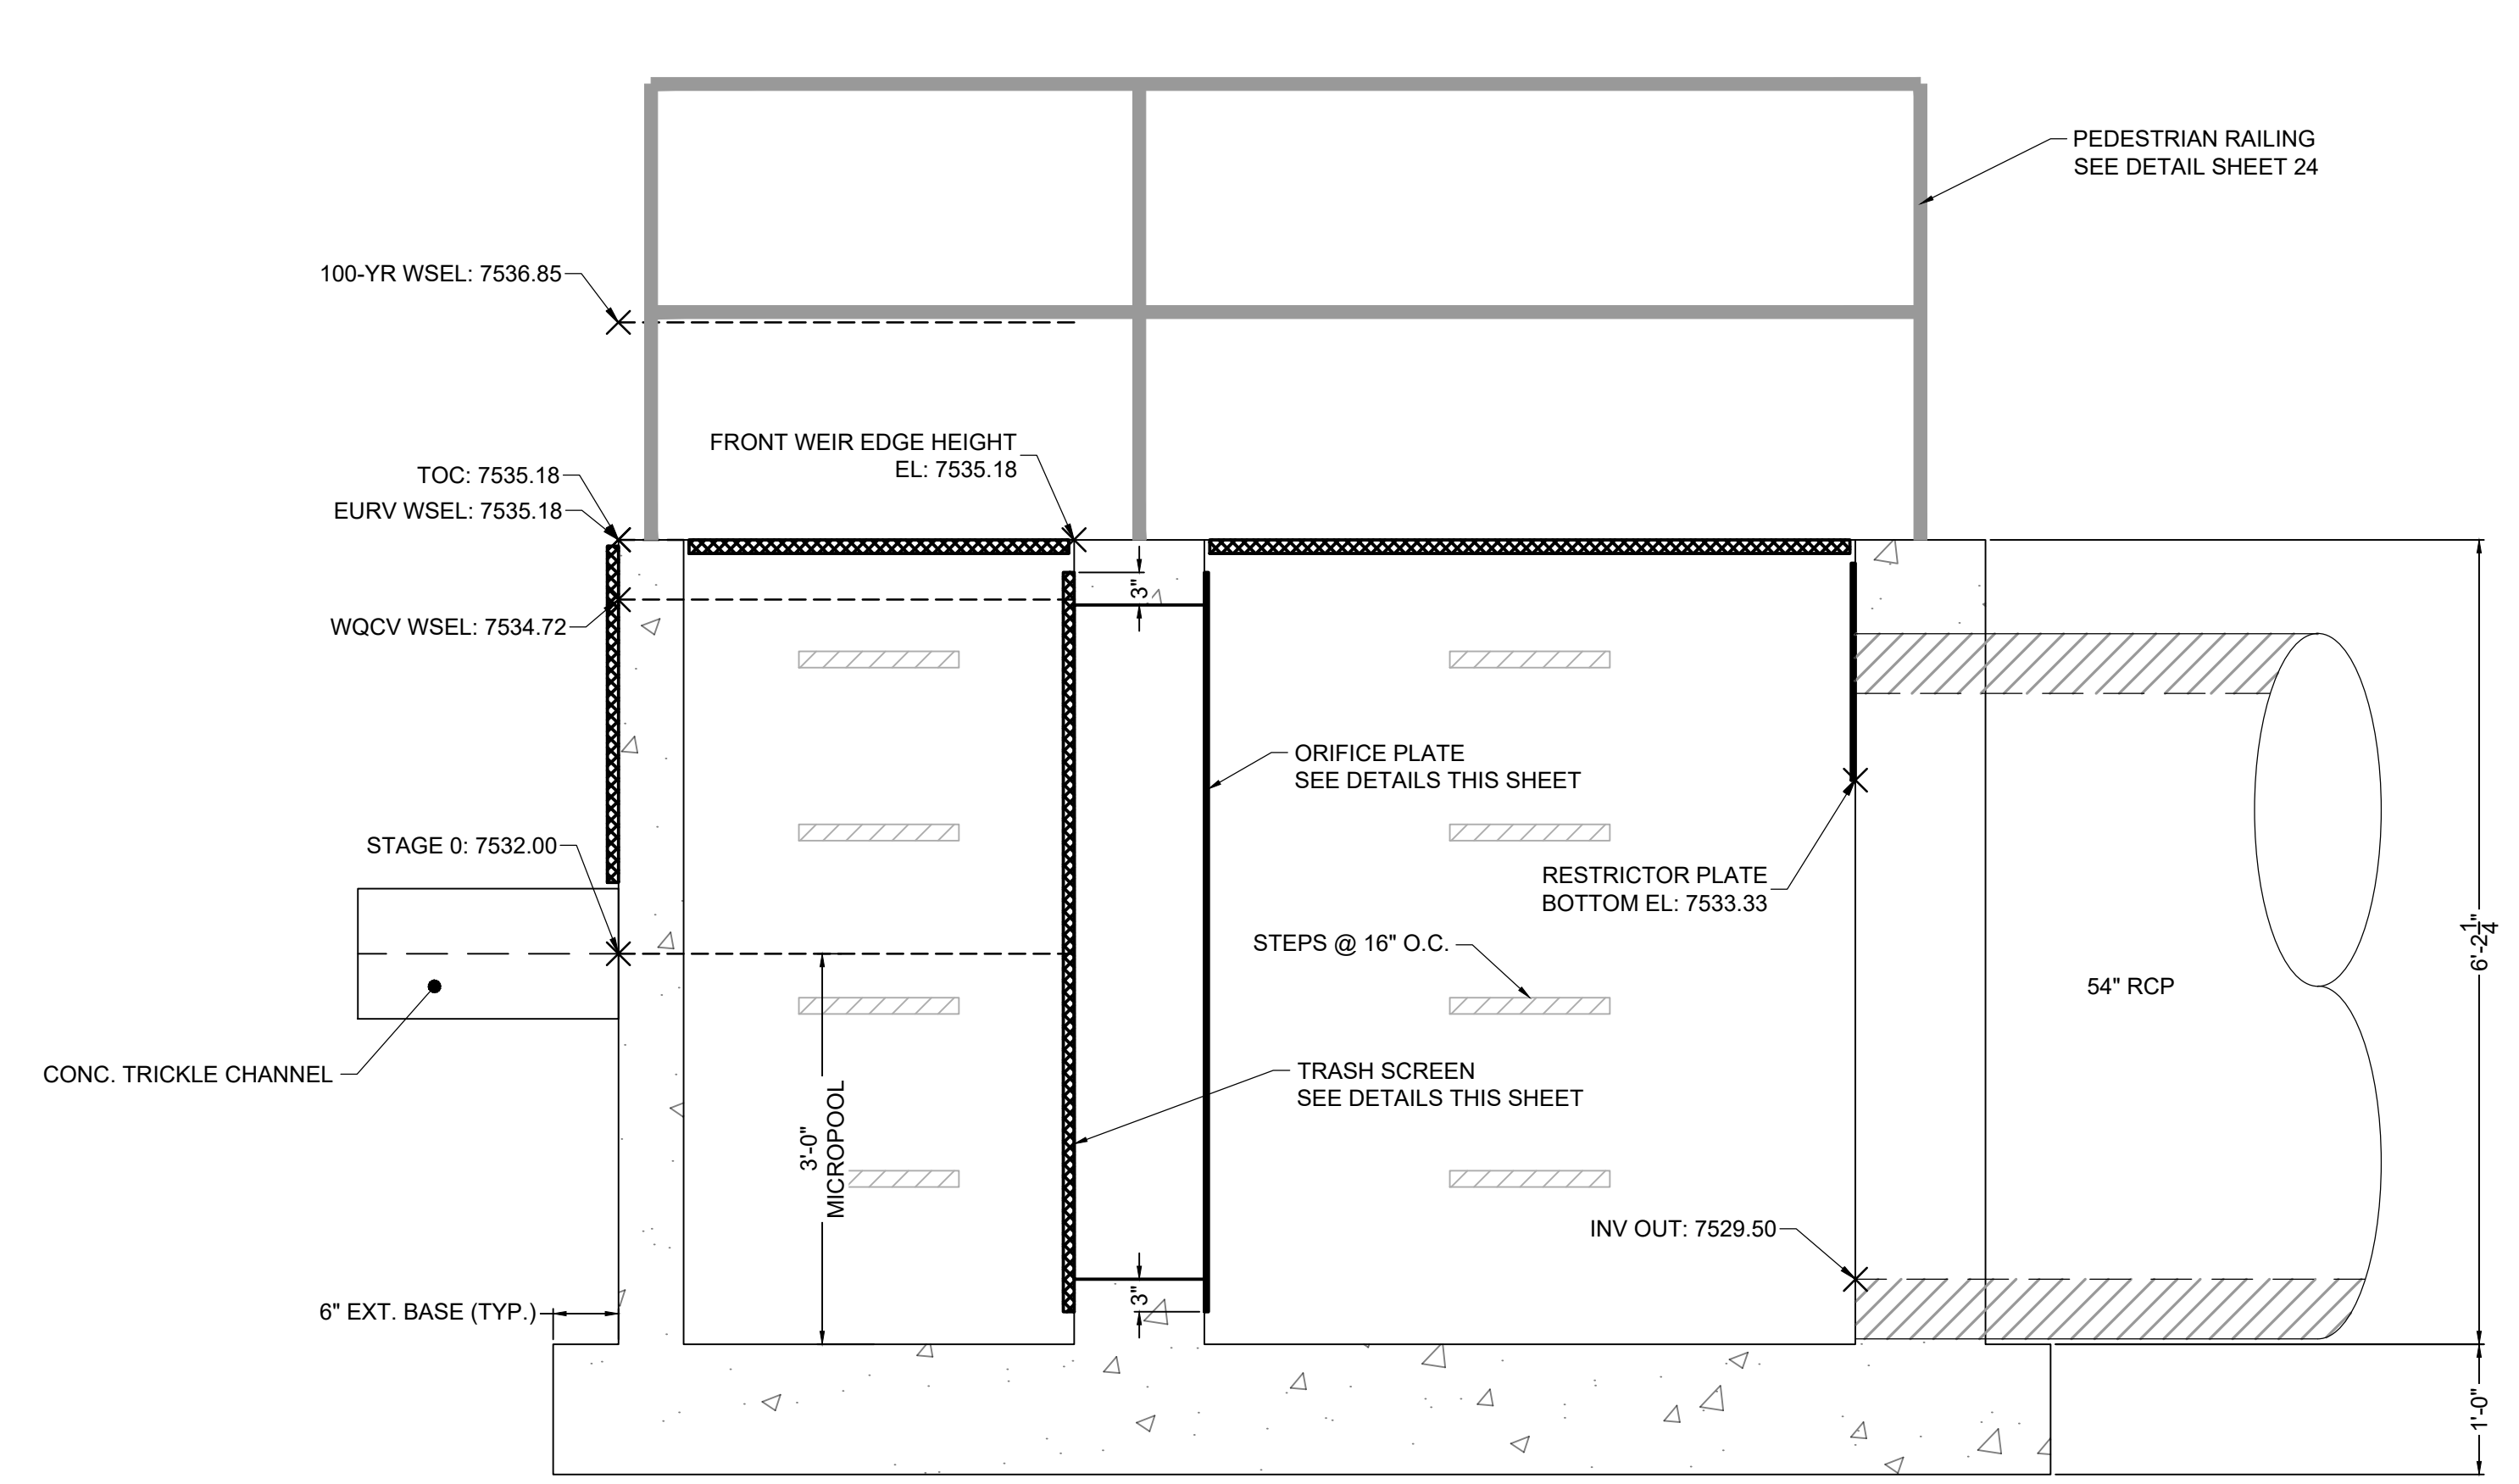 PEDESTRIAN RAILING
SEE DETAIL SHEET 24
100-YR WSEL: 7536.85
FRONT WEIR EDGE HEIGHT
EL: 7535.18
TOC: 7535.18
EURV WSEL: 7535.18
3"
WQCV WSEL: 7534.72
ORIFICE PLATE
SEE DETAILS THIS SHEET
STAGE 0: 7532.00
RESTRICTOR PLATE
BOTTOM EL: 7533.33
STEPS @ 16" O.C.
6'-2 1/4"
54" RCP
CONC. TRICKLE CHANNEL
TRASH SCREEN
SEE DETAILS THIS SHEET
3'-0"
MICROPOOL
INV OUT: 7529.50
3"
6" EXT. BASE (TYP.)
1'-0"